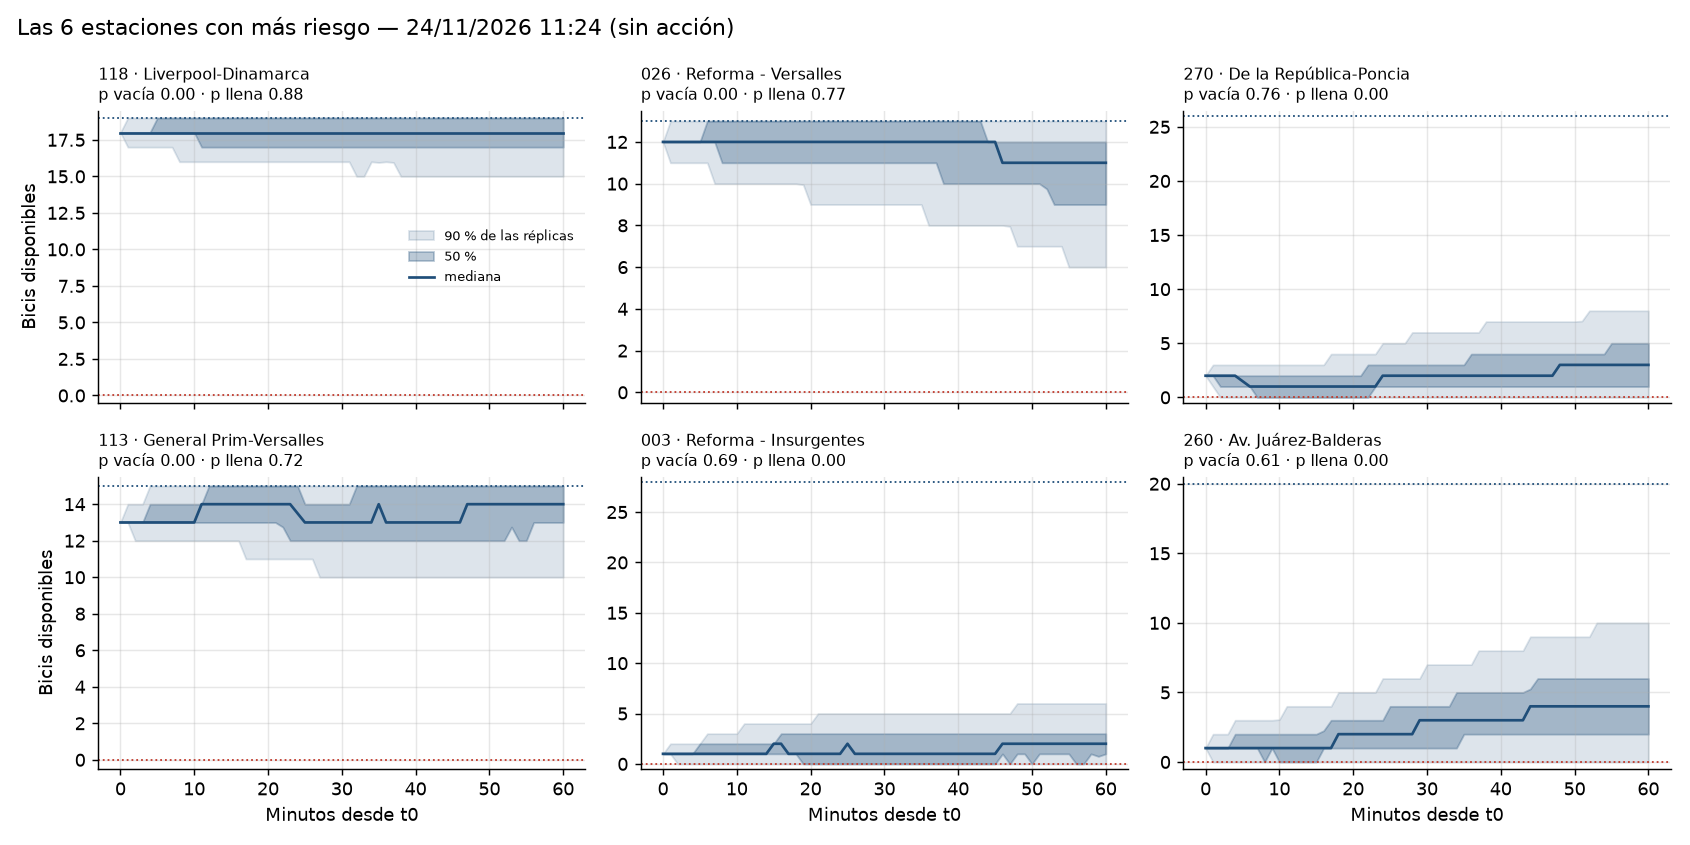 Las 6 estaciones con más riesgo — 24/11/2026 11:24 (sin acción)
118 · Liverpool-Dinamarca
p vacía 0.00 · p llena 0.88
17.5
15.0
12.5
10.0
7.5
5.0
2.5
0.0
Bicis disponibles
90 % de las réplicas
50 %
mediana
026 · Reforma - Versalles
p vacía 0.00 · p llena 0.77
12
10
8
6
4
2
0
270 · De la República-Poncia
p vacía 0.76 · p llena 0.00
25
20
15
10
5
0
113 · General Prim-Versalles
p vacía 0.00 · p llena 0.72
14
12
10
8
6
4
2
0
Bicis disponibles
0 10 20 30 40 50 60
Minutos desde t0
003 · Reforma - Insurgentes
p vacía 0.69 · p llena 0.00
25
20
15
10
5
0
0 10 20 30 40 50 60
Minutos desde t0
260 · Av. Juárez-Balderas
p vacía 0.61 · p llena 0.00
20
15
10
5
0
0 10 20 30 40 50 60
Minutos desde t0